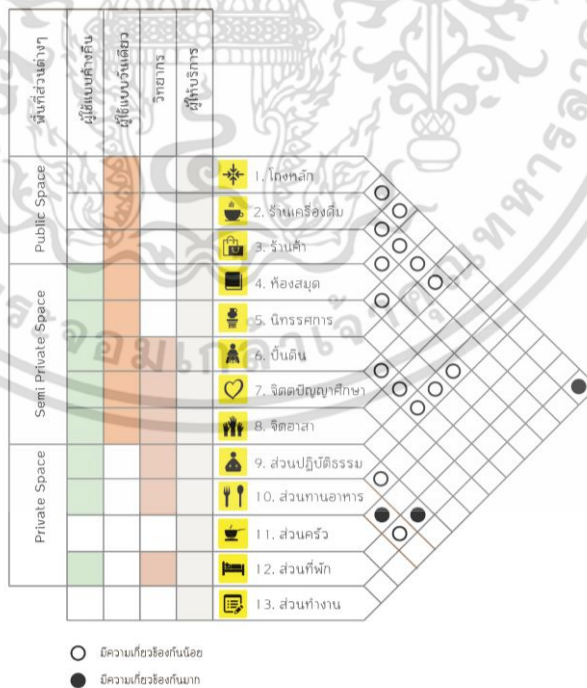 พื้นที่ส่วนต่างๆ
ผู้ใช้แบบค้างคืน
ผู้ใช้แบบวันเดียว
วิทยากร
ผู้ให้บริการ
Public Space
1. โถงหลัก
2. ร้านเครื่องดื่ม
3. ร้านค้า
Semi Private Space
4. ห้องสมุด
5. นิทรรศการ
6. ปั้นดิน
7. จิตตปัญญาศึกษา
8. จิตอาสา
Private Space
9. ส่วนปฏิบัติธรรม
10. ส่วนทานอาหาร
11. ส่วนครัว
12. ส่วนที่พัก
13. ส่วนทำงาน
มีความเกี่ยวข้องกันน้อย
มีความเกี่ยวข้องกันมาก